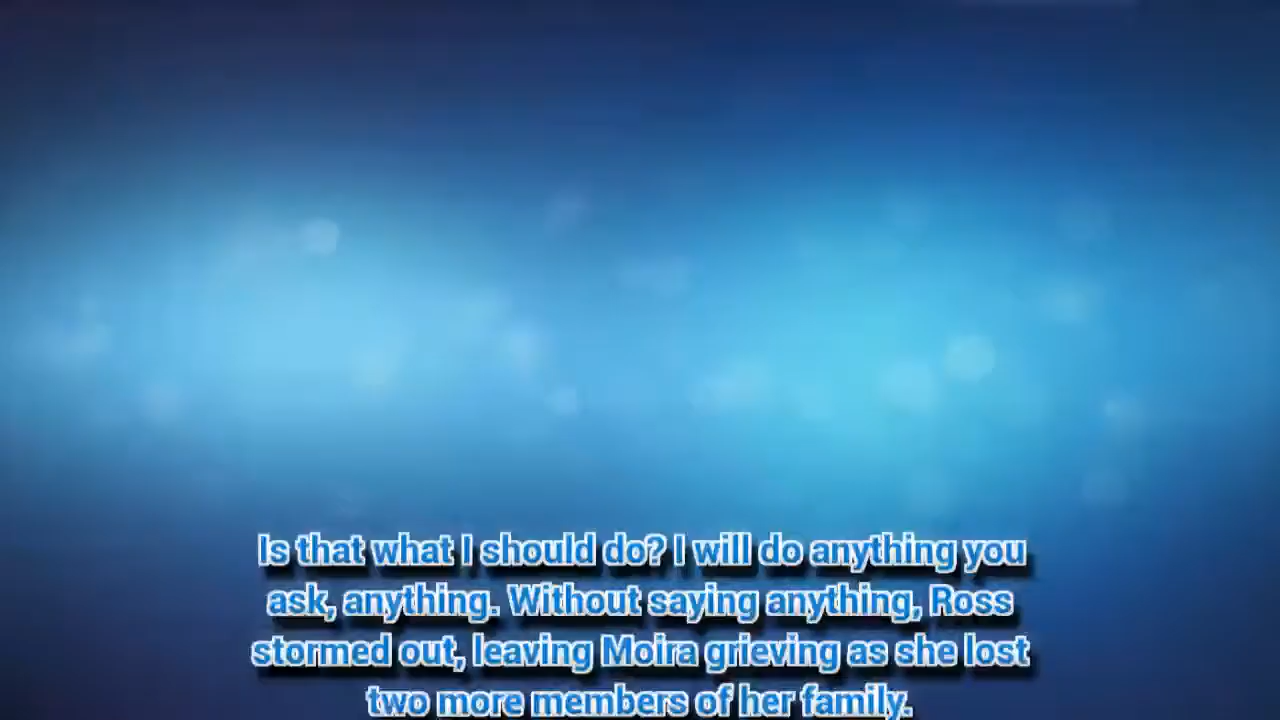 Is that what I should do? I will do anything you
ask, anything. Without saying anything, Ross
stormed out, leaving Moira grieving as she lost
two more members of her family.